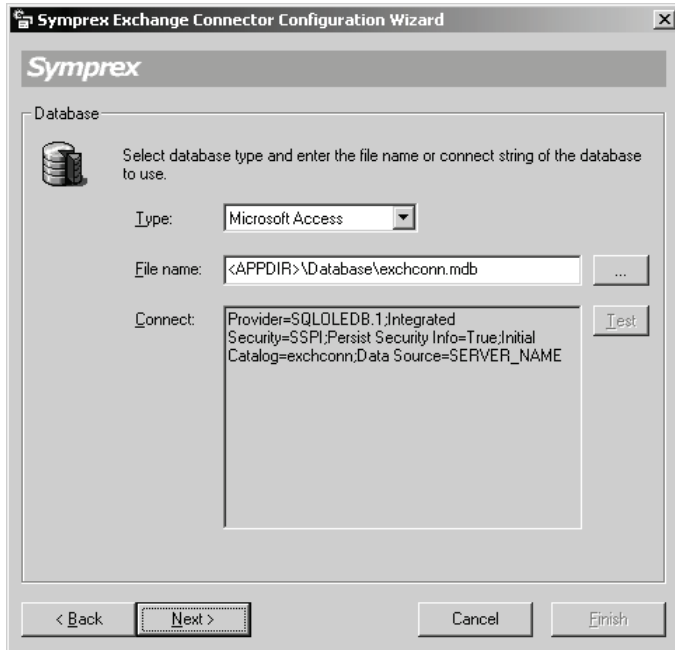 Symprex Exchange Connector Configuration Wizard
Symprex
Database
Select database type and enter the file name or connect string of the database
to use.
Type: Microsoft Access
File name: <APPDIR>\Database\exchconn.mdb ...
Connect: Provider=SQLOLEDB.1;Integrated Test
Security=SSPI;Persist Security Info=True;Initial
Catalog=exchconn;Data Source=SERVER_NAME
< Back Next > Cancel Finish